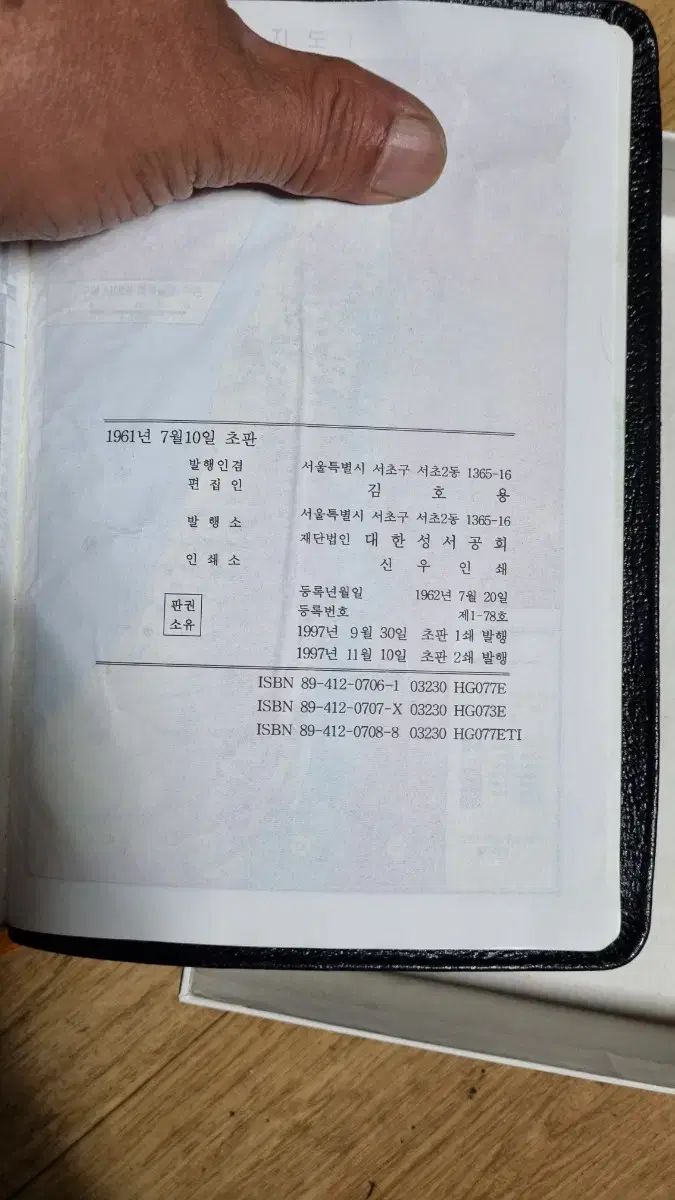 지 도
1961년 7월10일 초판
발행인겸 서울특별시 서초구 서초2동 1365-16
편 집 인 김 호 용
발 행 소 서울특별시 서초구 서초2동 1365-16
재단법인 대 한 성 서 공 회
인 쇄 소 신 우 인 쇄
등록년월일 1962년 7월 20일
판권 등록번호 제1-78호
소유 1997년 9월 30일 초판 1쇄 발행
1997년 11월 10일 초판 2쇄 발행
ISBN 89-412-0706-1 03230 HG077E
ISBN 89-412-0707-X 03230 HG073E
ISBN 89-412-0708-8 03230 HG077ETI